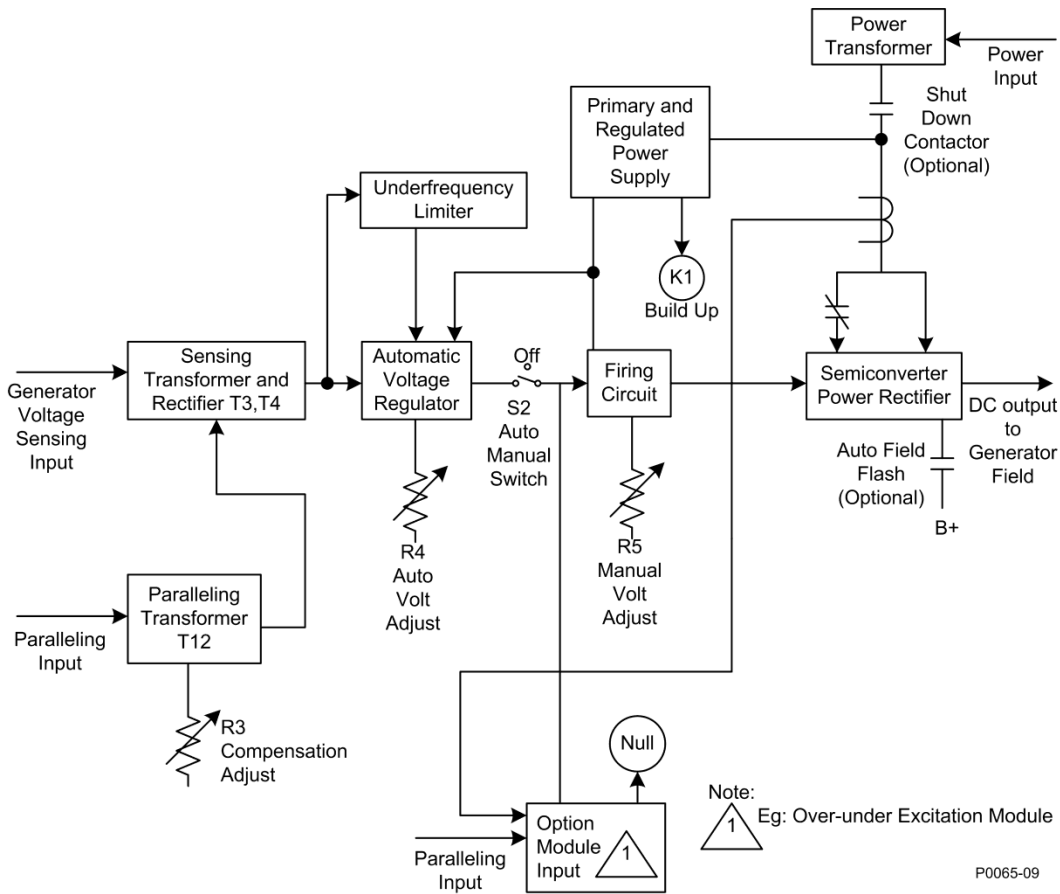 Power
Transformer
Power
Input
Shut
Down
Contactor
(Optional)
Primary and
Regulated
Power
Supply
Underfrequency
Limiter
K1
Build Up
Generator
Voltage
Sensing
Input
Sensing
Transformer and
Rectifier T3,T4
Automatic
Voltage
Regulator
Off
S2
Auto
Manual
Switch
Firing
Circuit
Semiconverter
Power Rectifier
DC output
to
Generator
Field
Auto Field
Flash
(Optional)
B+
R4
Auto
Volt
Adjust
R5
Manual
Volt
Adjust
Paralleling
Input
Paralleling
Transformer
T12
R3
Compensation
Adjust
Null
Paralleling
Input
Option
Module
Input
1
Note:
1
Eg: Over-under Excitation Module
P0065-09